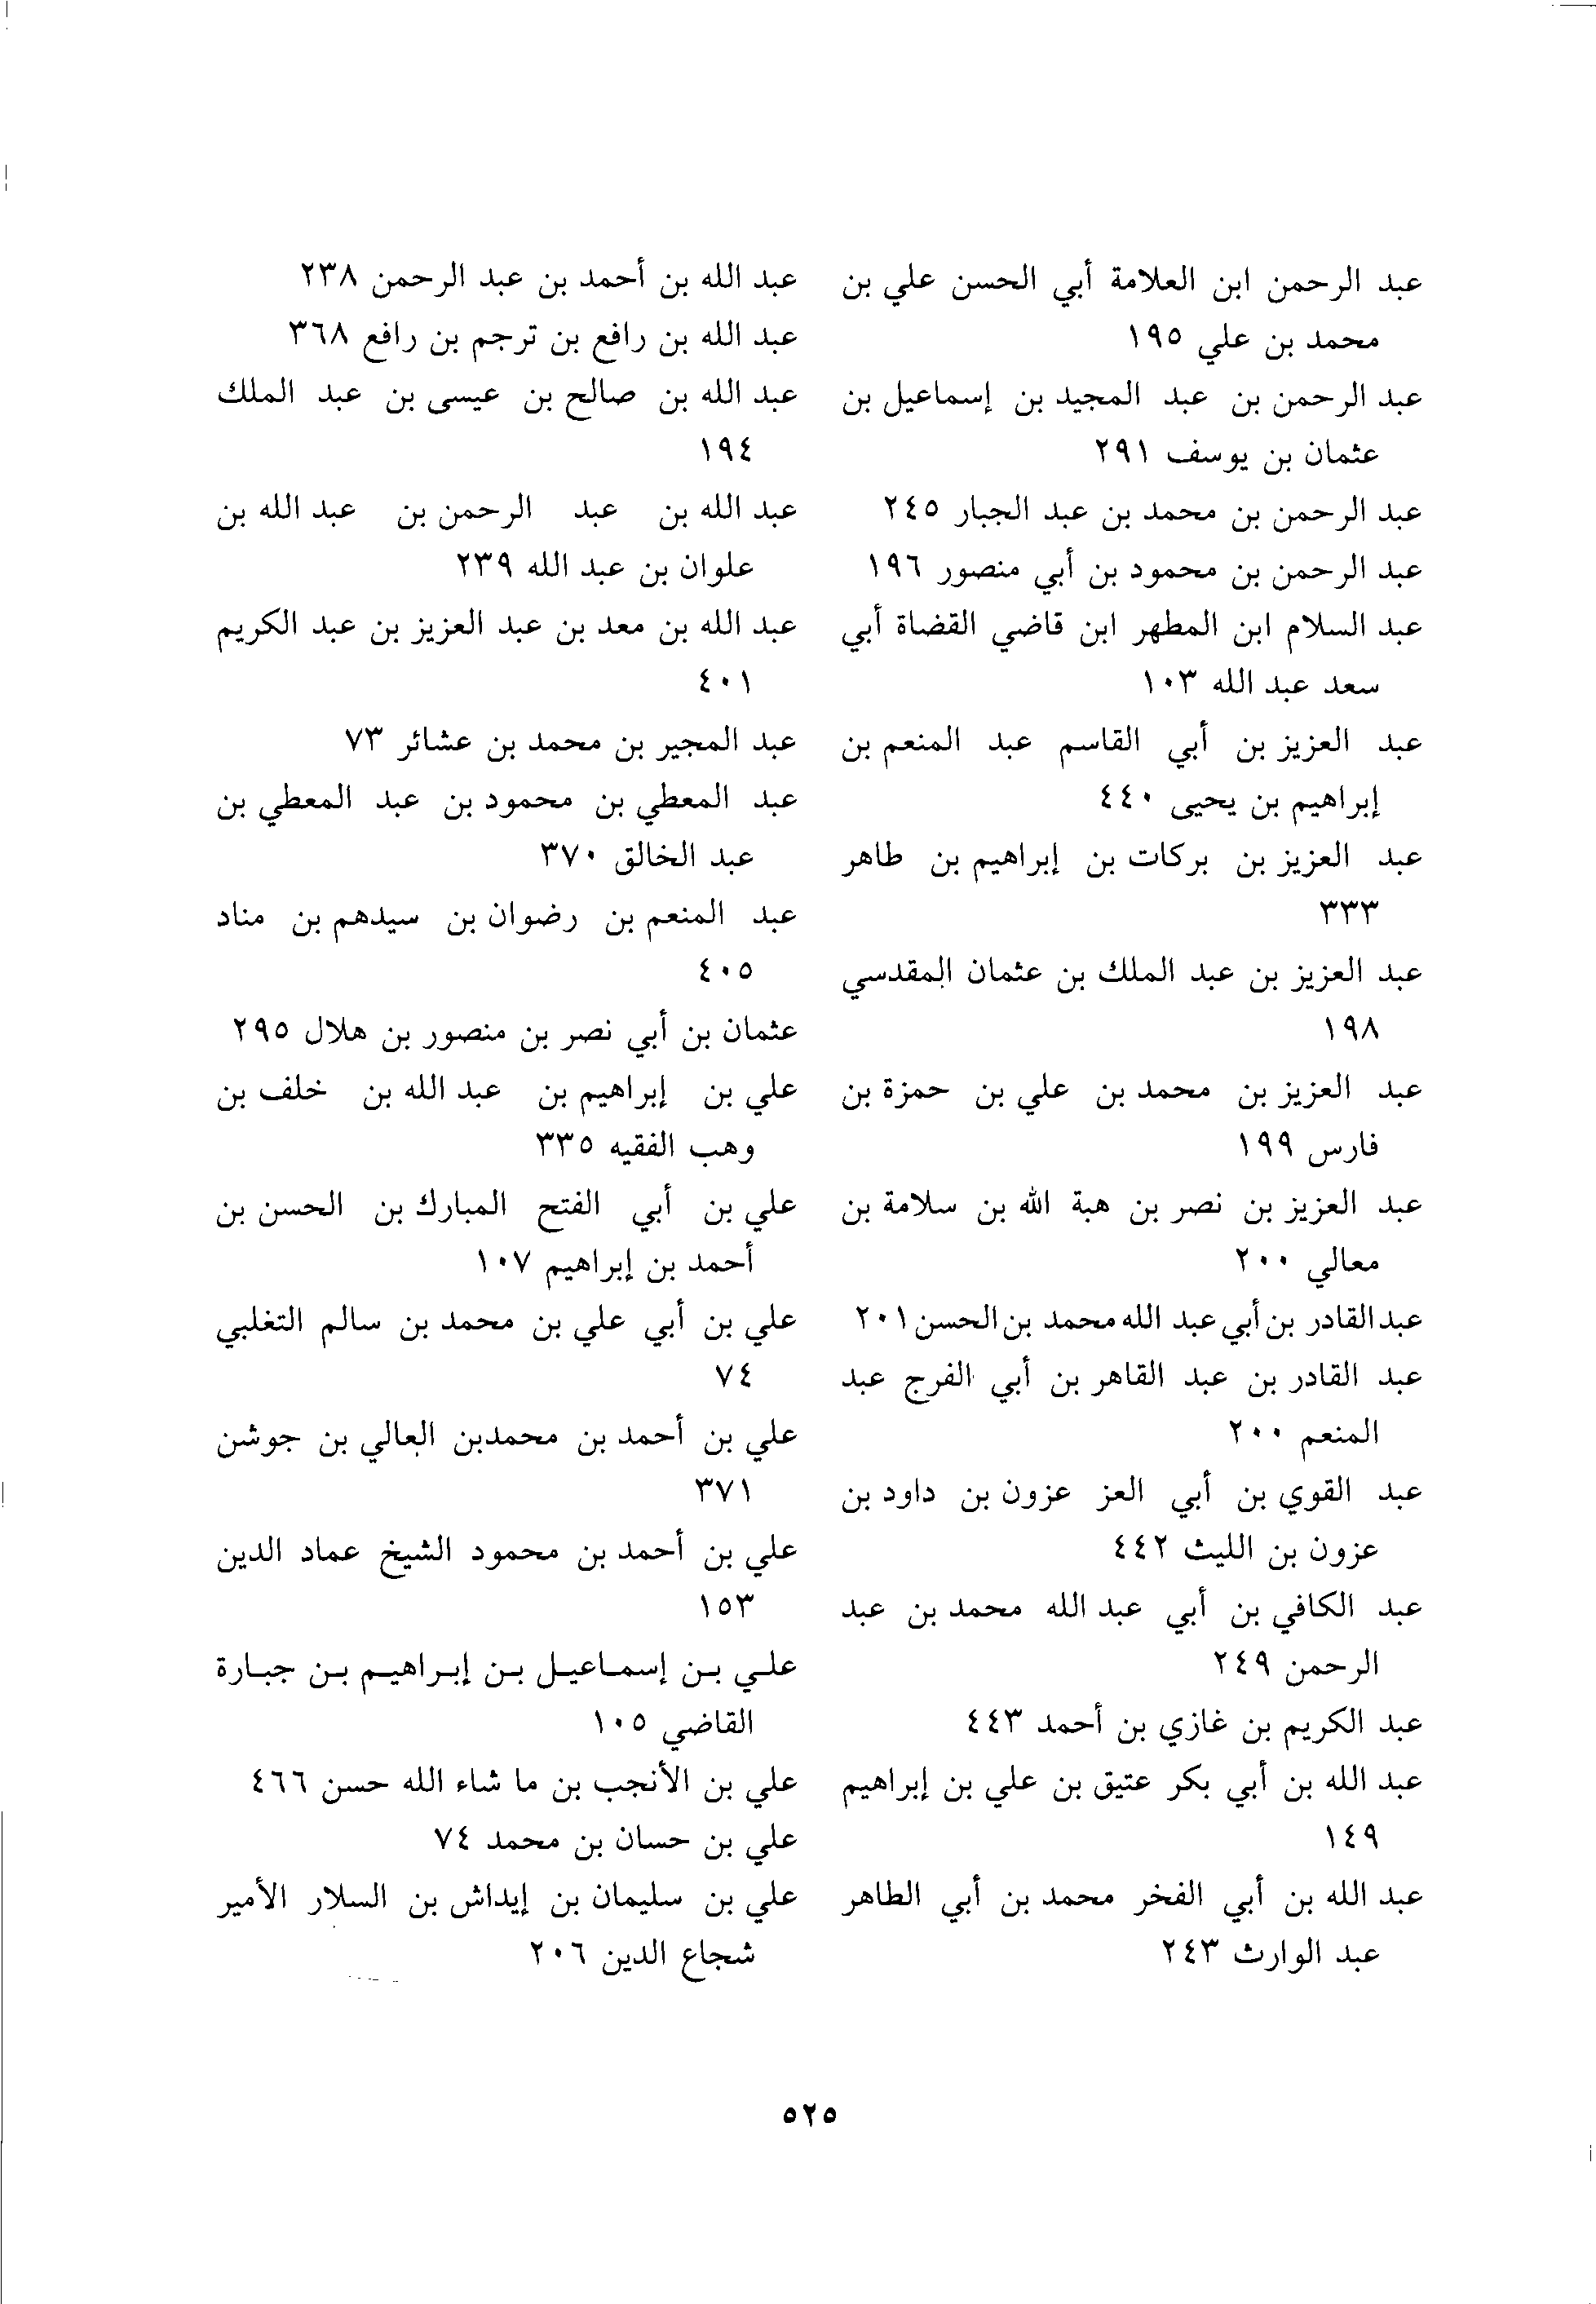 عبد الرحمن ابن العلامة أبي الحسن علي بن
محمد بن علي ١٩٥
عبد الرحمن بن عبد المجيد بن إسماعيل بن
عثمان بن يوسف ٢٩١
عبد الرحمن بن محمد بن عبد الجبار ٢٤٥
عبد الرحمن بن محمود بن أبي منصور ١٩٦
عبد السلام ابن المطهر ابن قاضي القضاة أبي
سعد عبد الله ١٠٣
عبد العزيز بن أبي القاسم عبد المنعم بن
إبراهيم بن يحيى ٤٤٠
عبد العزيز بن بركات بن إبراهيم بن طاهر
٣٣٣
عبد العزيز بن عبد الملك بن عثمان المقدسي
١٩٨
عبد العزيز بن محمد بن علي بن حمزة بن
فارس ١٩٩
عبد العزيز بن نصر بن هبة الله بن سلامة بن
معالي ٢٠٠
عبد القادر بن أبي عبد الله محمد بن الحسن ٢٠١
عبد القادر بن عبد القاهر بن أبي الفرج عبد
المنعم ٢٠٠
عبد القوي بن أبي العز عزون بن داود بن
عزون بن الليث ٤٤٢
عبد الكافي بن أبي عبد الله محمد بن عبد
الرحمن ٢٤٩
عبد الكريم بن غازي بن أحمد ٤٤٣
عبد الله بن أبي بكر عتيق بن علي بن إبراهيم
١٤٩
عبد الله بن أبي الفخر محمد بن أبي الطاهر
عبد الوارث ٢٤٣
عبد الله بن أحمد بن عبد الرحمن ٢٣٨
عبد الله بن رافع بن ترجم بن رافع ٣٦٨
عبد الله بن صالح بن عيسى بن عبد الملك
١٩٤
عبد الله بن عبد الرحمن بن عبد الله بن
علوان بن عبد الله ٢٣٩
عبد الله بن معد بن عبد العزيز بن عبد الكريم
٤٠١
عبد المجير بن محمد بن عشائر ٧٣
عبد المعطي بن محمود بن عبد المعطي بن
عبد الخالق ٣٧٠
عبد المنعم بن رضوان بن سيدهم بن مناد
٤٠٥
عثمان بن أبي نصر بن منصور بن هلال ٢٩٥
علي بن إبراهيم بن عبد الله بن خلف بن
وهب الفقيه ٣٣٥
علي بن أبي الفتح المبارك بن الحسن بن
أحمد بن إبراهيم ١٠٧
علي بن أبي علي بن محمد بن سالم التغلبي
٧٤
علي بن أحمد بن محمدبن العالي بن جوشن
٣٧١
علي بن أحمد بن محمود الشيخ عماد الدين
١٥٣
علي بن إسماعيل بن إبراهيم بن جبارة
القاضي ١٠٥
علي بن الأنجب بن ما شاء الله حسن ٤٦٦
علي بن حسان بن محمد ٧٤
علي بن سليمان بن إيداش بن السلار الأمير
شجاع الدين ٢٠٦
٥٢٥